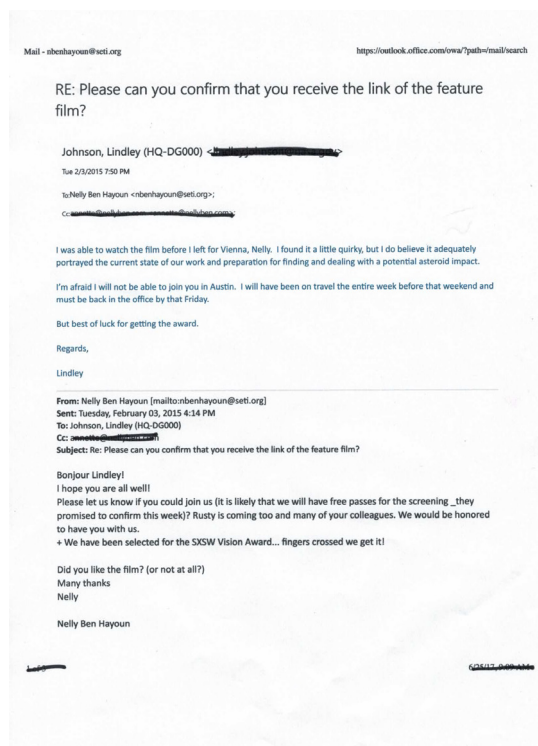 Mail - nbenhayoun@seti.org
https://outlook.office.com/owa/?path=/mail/search
RE: Please can you confirm that you receive the link of the feature
film?
Johnson, Lindley (HQ-DG000) <
Tue 2/3/2015 7:50 PM
To:Nelly Ben Hayoun <nbenhayoun@seti.org>;
Cc:
I was able to watch the film before I left for Vienna, Nelly. I found it a little quirky, but I do believe it adequately
portrayed the current state of our work and preparation for finding and dealing with a potential asteroid impact.
I'm afraid I will not be able to join you in Austin. I will have been on travel the entire week before that weekend and
must be back in the office by that Friday.
But best of luck for getting the award.
Regards,
Lindley
From: Nelly Ben Hayoun [mailto:nbenhayoun@seti.org]
Sent: Tuesday, February 03, 2015 4:14 PM
To: Johnson, Lindley (HQ-DG000)
Cc:
Subject: Re: Please can you confirm that you receive the link of the feature film?
Bonjour Lindley!
I hope you are all well!
Please let us know if you could join us (it is likely that we will have free passes for the screening _they
promised to confirm this week)? Rusty is coming too and many of your colleagues. We would be honored
to have you with us.
+ We have been selected for the SXSW Vision Award... fingers crossed we get it!
Did you like the film? (or not at all?)
Many thanks
Nelly
Nelly Ben Hayoun